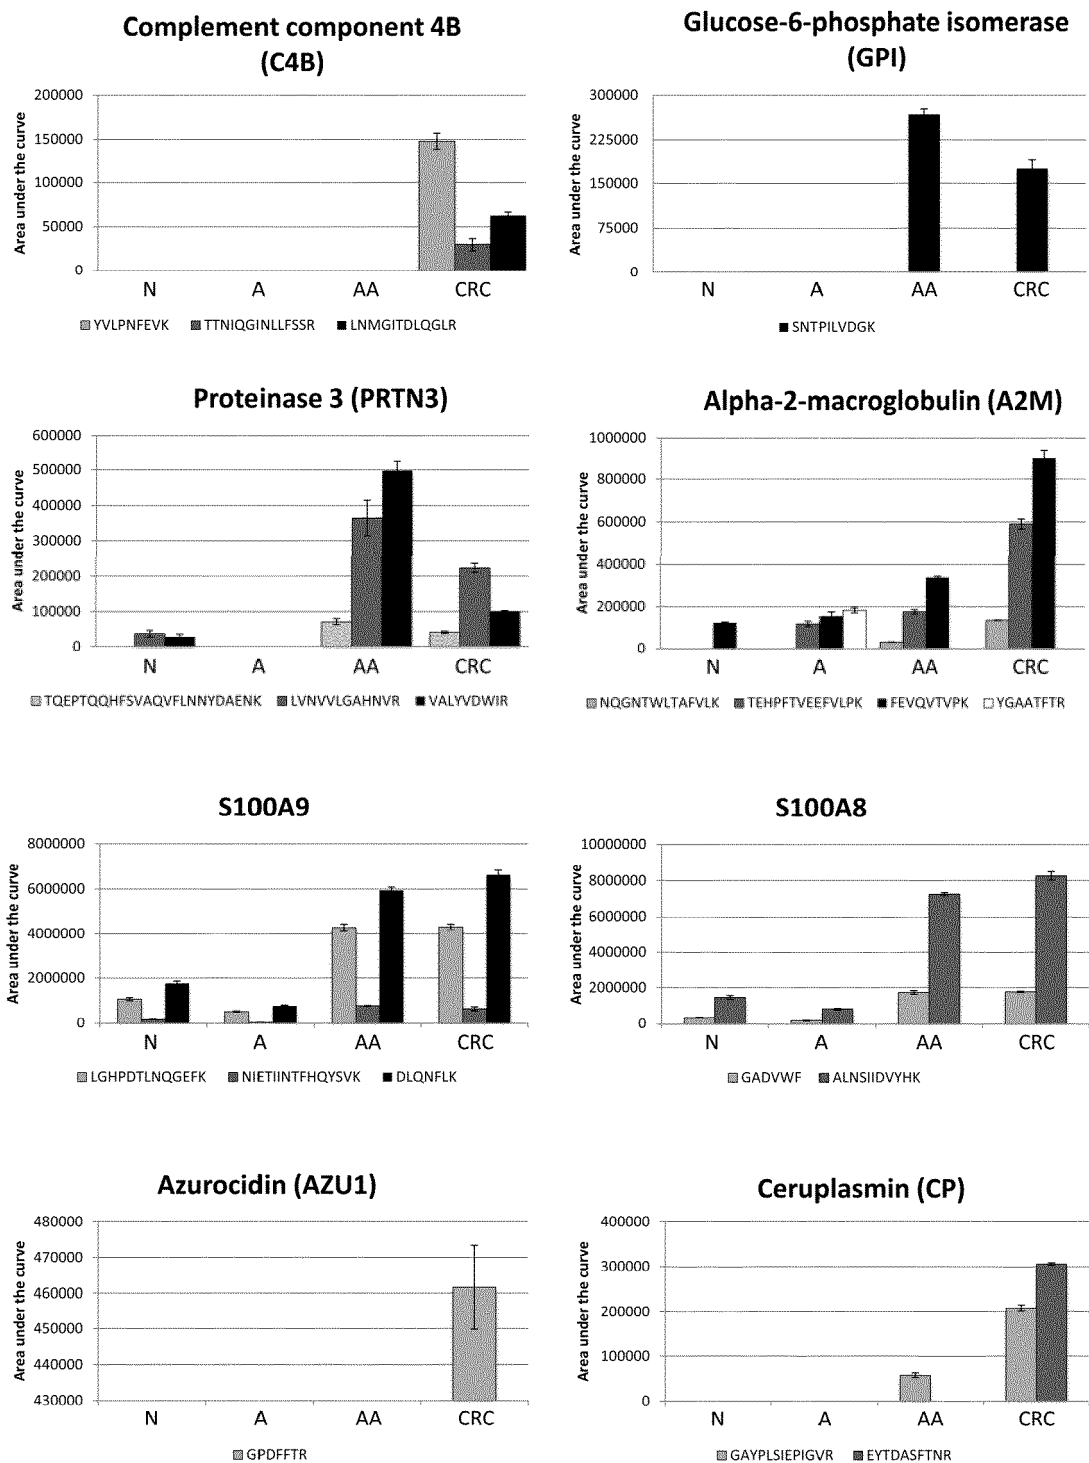 Complement component 4B
(C4B)
Area under the curve
200000
150000
100000
50000
0
N A AA CRC
YVLPNFEVK TTNIQGINLLFSSR LNMGITDLQGLR
Glucose-6-phosphate isomerase
(GPI)
Area under the curve
300000
225000
150000
75000
0
N A AA CRC
SNTPILVDGK
Proteinase 3 (PRTN3)
Area under the curve
600000
500000
400000
300000
200000
100000
0
N A AA CRC
TQEPTQQHFSVAQVFLNNYDAENK LVNVVLGAHNVR VALYVDWIR
Alpha-2-macroglobulin (A2M)
Area under the curve
1000000
800000
600000
400000
200000
0
N A AA CRC
NQGNTWLTAFVLK TEHPFTVEEFVLPK FEVQVTVPK YGAATFTR
S100A9
Area under the curve
8000000
6000000
4000000
2000000
0
N A AA CRC
LGHPDTLNQGEFK NIETIINTFHQYSVK DLQNFLK
S100A8
Area under the curve
10000000
8000000
6000000
4000000
2000000
0
N A AA CRC
GADVWF ALNSIIDVYHK
Azurocidin (AZU1)
Area under the curve
480000
470000
460000
450000
440000
430000
N A AA CRC
GPDFFTR
Ceruplasmin (CP)
Area under the curve
400000
300000
200000
100000
0
N A AA CRC
GAYPLSIEPIGVR EYTDASFTNR